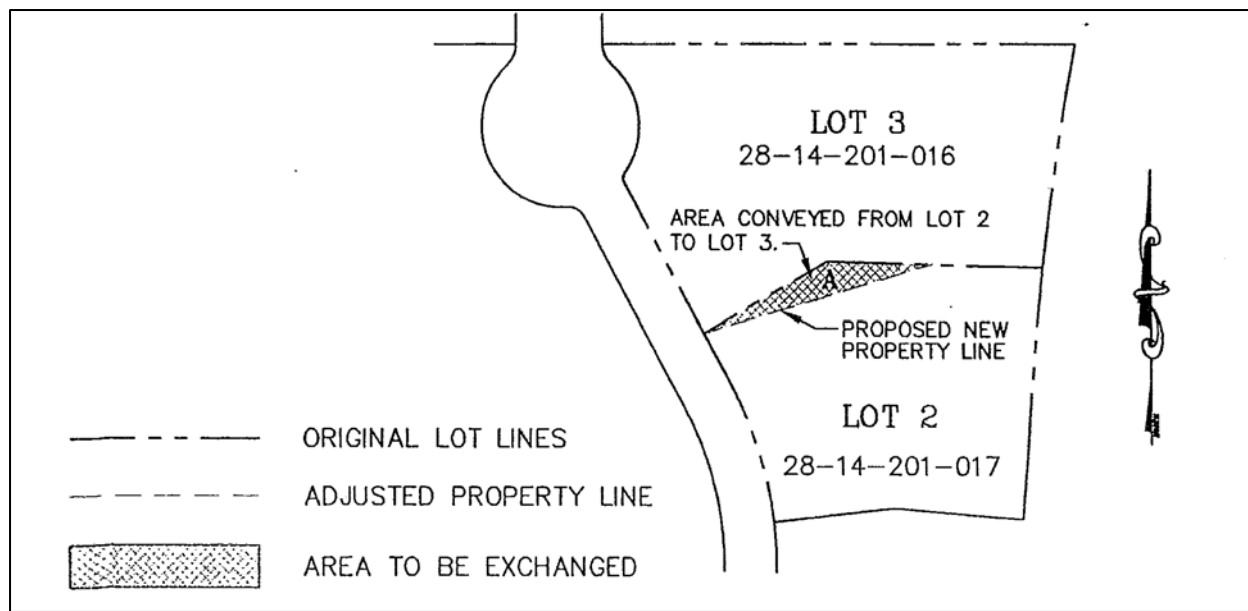 LOT 3
28-14-201-016
AREA CONVEYED FROM LOT 2
TO LOT 3.
A
PROPOSED NEW
PROPERTY LINE
LOT 2
28-14-201-017
ORIGINAL LOT LINES
ADJUSTED PROPERTY LINE
AREA TO BE EXCHANGED